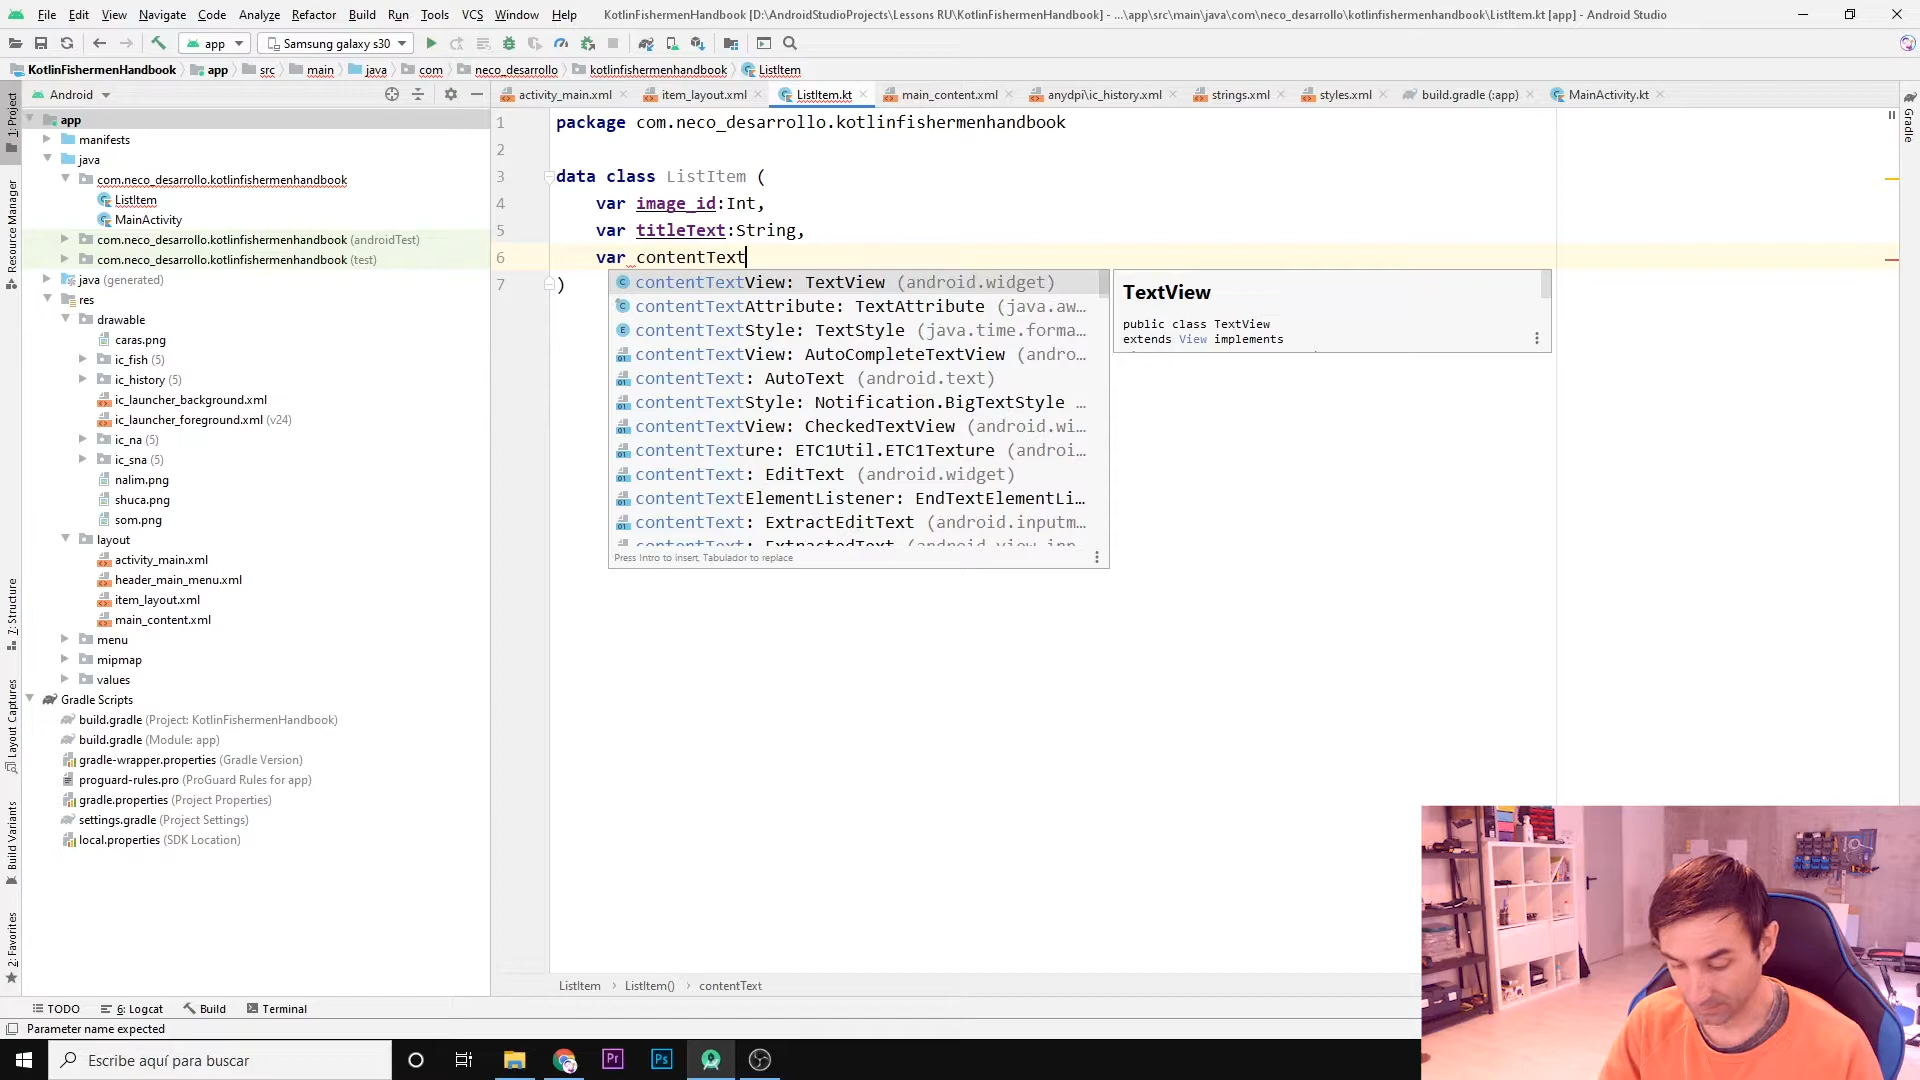 File Edit View Navigate Code Analyze Refactor Build Run Tools VCS Window Help KotlinFishermenHandbook [D:\AndroidStudioProjects\Lessons RU\KotlinFishermenHandbook] - ...\app\src\main\java\com\neco_desarrollo\kotlinfishermenhandbook\ListItem.kt [app] - Android Studio
app Samsung galaxy s30
KotlinFishermenHandbook app src main java com neco_desarrollo kotlinfishermenhandbook ListItem
Android
activity_main.xml item_layout.xml ListItem.kt main_content.xml anydpi\ic_history.xml strings.xml styles.xml build.gradle (:app) MainActivity.kt
1: Project
Resource Manager
7: Structure
Layout Captures
Build Variants
2: Favorites
Gradle
app
manifests
java
com.neco_desarrollo.kotlinfishermenhandbook
ListItem
MainActivity
com.neco_desarrollo.kotlinfishermenhandbook (androidTest)
com.neco_desarrollo.kotlinfishermenhandbook (test)
java (generated)
res
drawable
caras.png
ic_fish (5)
ic_history (5)
ic_launcher_background.xml
ic_launcher_foreground.xml (v24)
ic_na (5)
ic_sna (5)
nalim.png
shuca.png
som.png
layout
activity_main.xml
header_main_menu.xml
item_layout.xml
main_content.xml
menu
mipmap
values
Gradle Scripts
build.gradle (Project: KotlinFishermenHandbook)
build.gradle (Module: app)
gradle-wrapper.properties (Gradle Version)
proguard-rules.pro (ProGuard Rules for app)
gradle.properties (Project Properties)
settings.gradle (Project Settings)
local.properties (SDK Location)
1 package com.neco_desarrollo.kotlinfishermenhandbook
2
3 data class ListItem (
4 var image_id:Int,
5 var titleText:String,
6 var contentText
7 )
contentTextView: TextView (android.widget)
contentTextAttribute: TextAttribute (java.aw…
contentTextStyle: TextStyle (java.time.forma…
contentTextView: AutoCompleteTextView (andro…
contentText: AutoText (android.text)
contentTextStyle: Notification.BigTextStyle …
contentTextView: CheckedTextView (android.wi…
contentTexture: ETC1Util.ETC1Texture (androi…
contentText: EditText (android.widget)
contentTextElementListener: EndTextElementLi…
contentText: ExtractEditText (android.inputm…
contentText: ExtractedText (android.view.inp…
Press Intro to insert, Tabulador to replace
TextView
public class TextView
extends View implements
ListItem ListItem() contentText
TODO 6: Logcat Build Terminal
Parameter name expected
Escribe aquí para buscar
Pr Ps